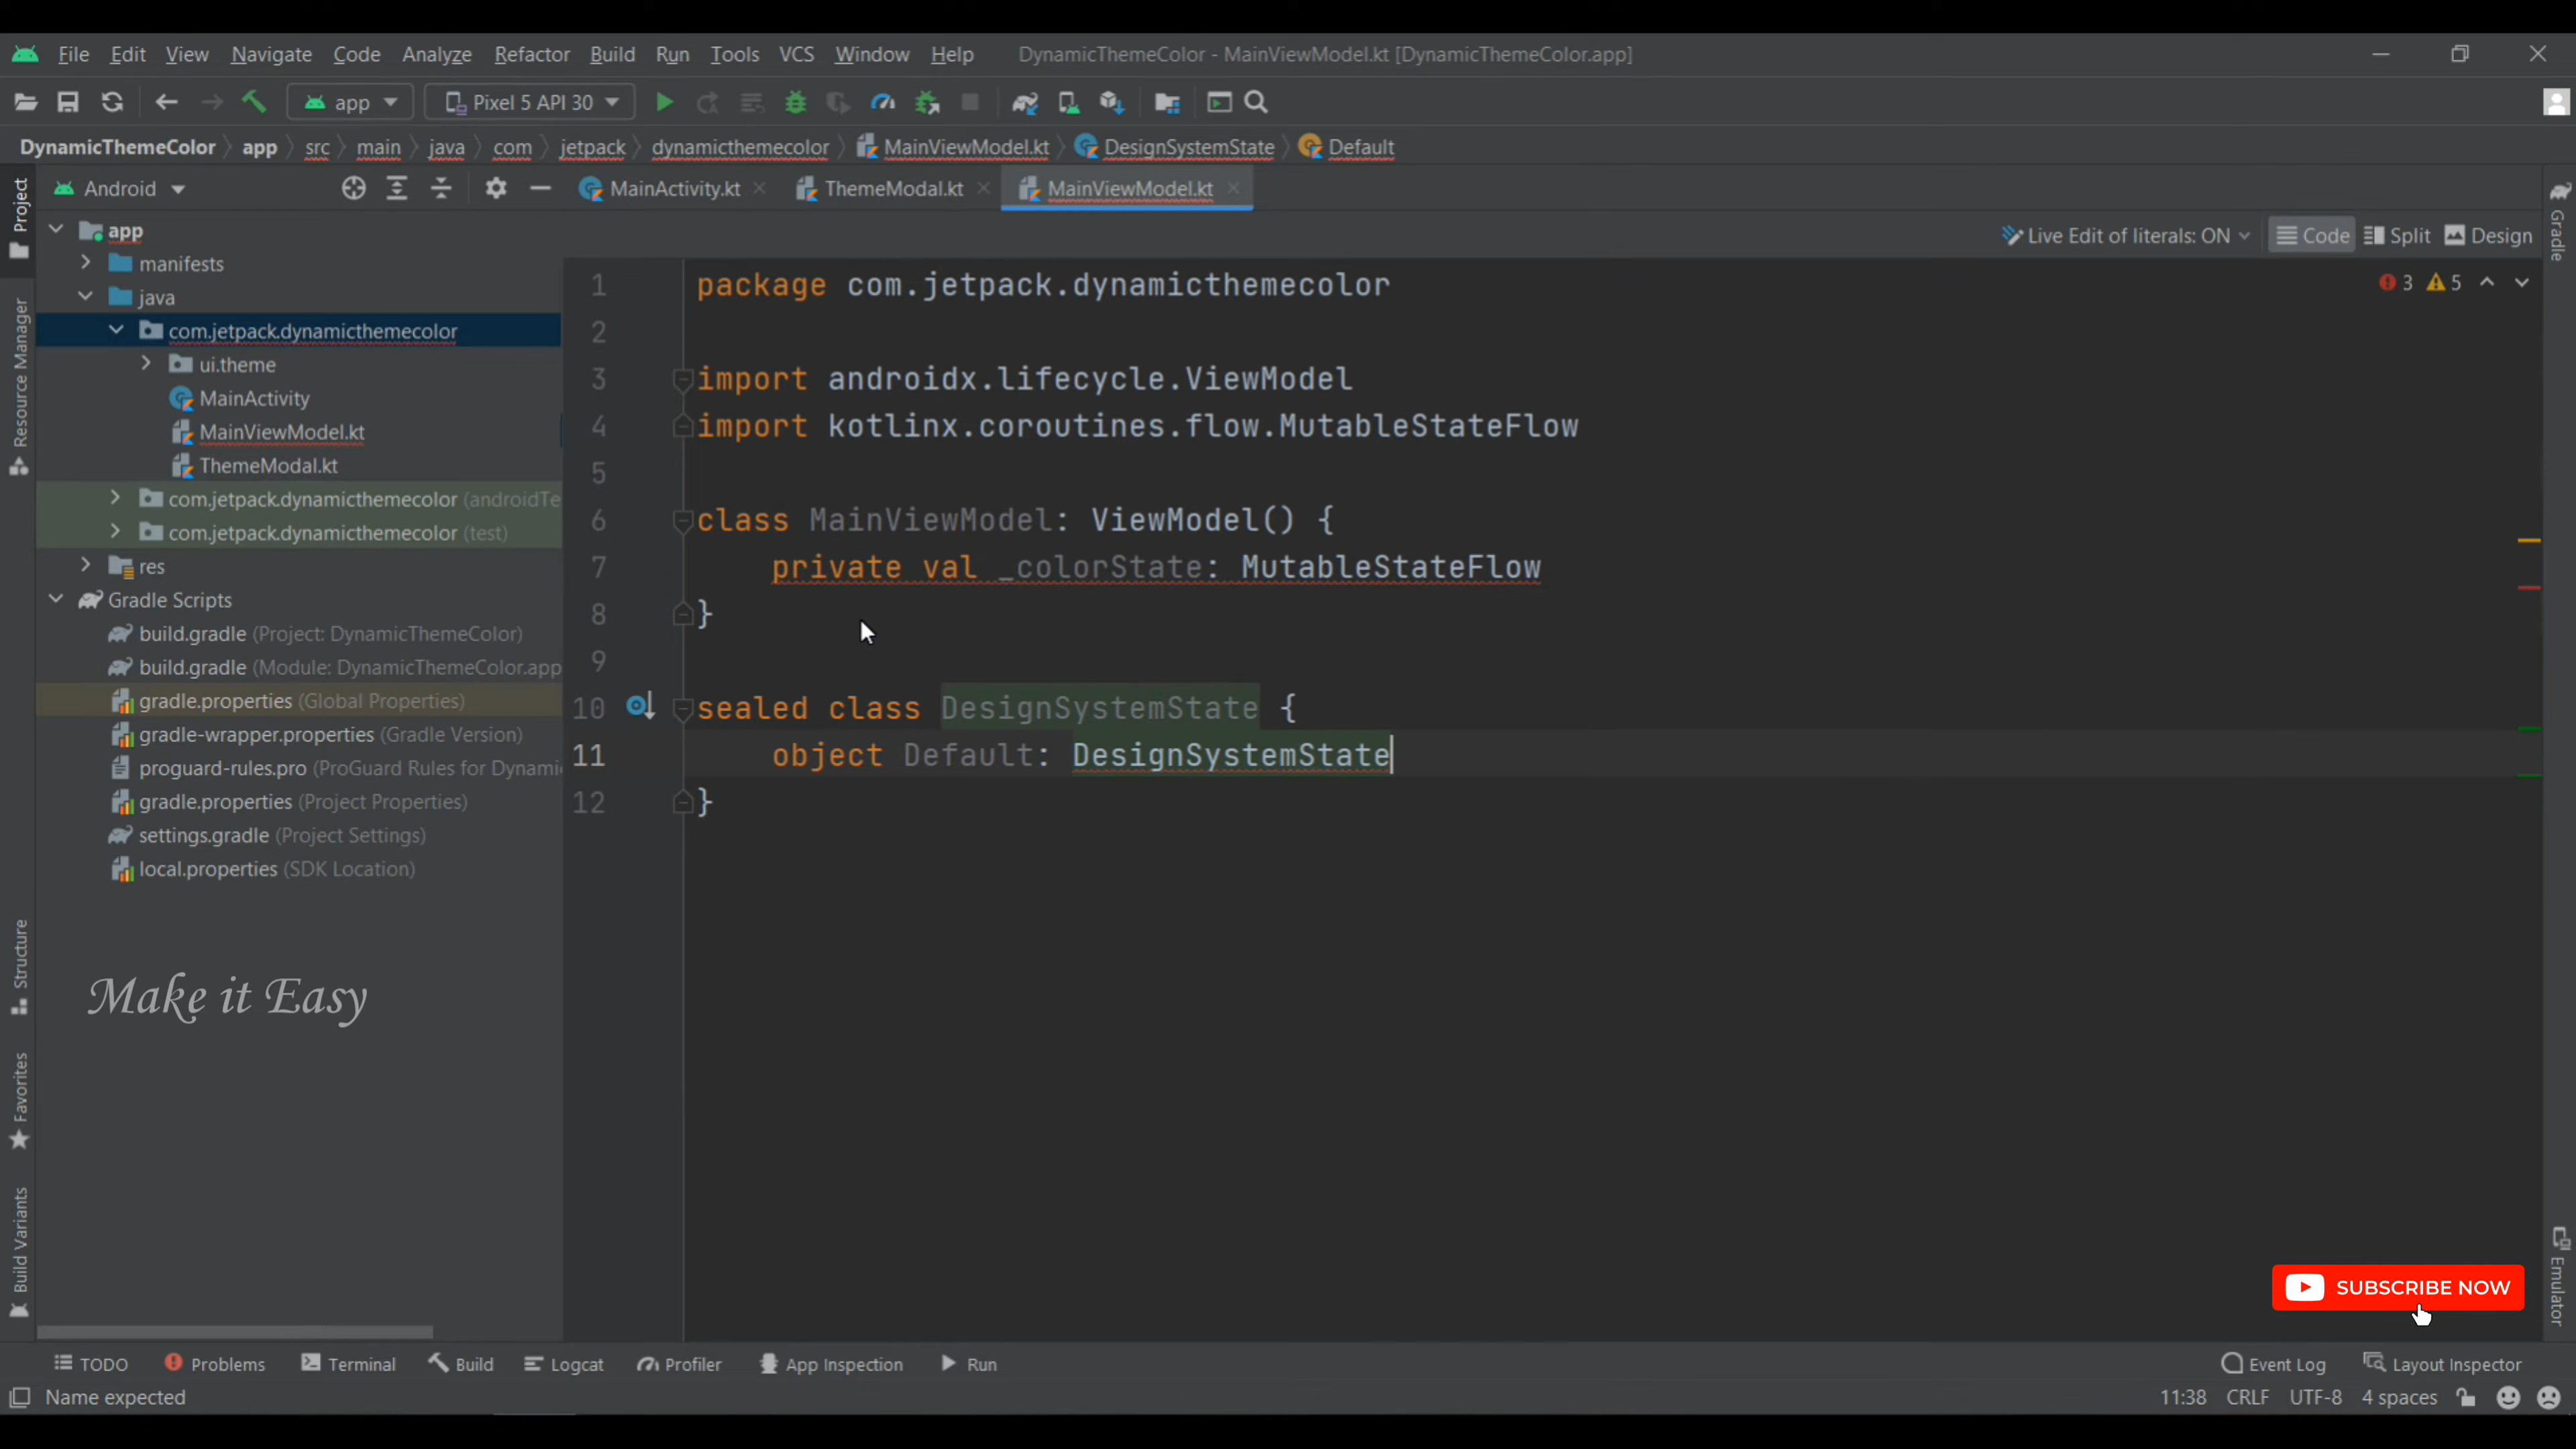 File Edit View Navigate Code Analyze Refactor Build Run Tools VCS Window Help DynamicThemeColor - MainViewModel.kt [DynamicThemeColor.app]
app Pixel 5 API 30
DynamicThemeColor app src main java com jetpack dynamicthemecolor MainViewModel.kt DesignSystemState Default
Project
Android
MainActivity.kt ThemeModal.kt MainViewModel.kt
Gradle
Live Edit of literals: ON Code Split Design
3 5
app
manifests
java
com.jetpack.dynamicthemecolor
ui.theme
MainActivity
MainViewModel.kt
ThemeModal.kt
com.jetpack.dynamicthemecolor (androidTe
com.jetpack.dynamicthemecolor (test)
res
Gradle Scripts
build.gradle (Project: DynamicThemeColor)
build.gradle (Module: DynamicThemeColor.app
gradle.properties (Global Properties)
gradle-wrapper.properties (Gradle Version)
proguard-rules.pro (ProGuard Rules for Dynami
gradle.properties (Project Properties)
settings.gradle (Project Settings)
local.properties (SDK Location)
Resource Manager
Structure
Favorites
Build Variants
Make it Easy
1 package com.jetpack.dynamicthemecolor
2
3 import androidx.lifecycle.ViewModel
4 import kotlinx.coroutines.flow.MutableStateFlow
5
6 class MainViewModel: ViewModel() {
7 private val _colorState: MutableStateFlow
8 }
9
10 sealed class DesignSystemState {
11 object Default: DesignSystemState
12 }
SUBSCRIBE NOW
Emulator
TODO Problems Terminal Build Logcat Profiler App Inspection Run Event Log Layout Inspector
Name expected 11:38 CRLF UTF-8 4 spaces